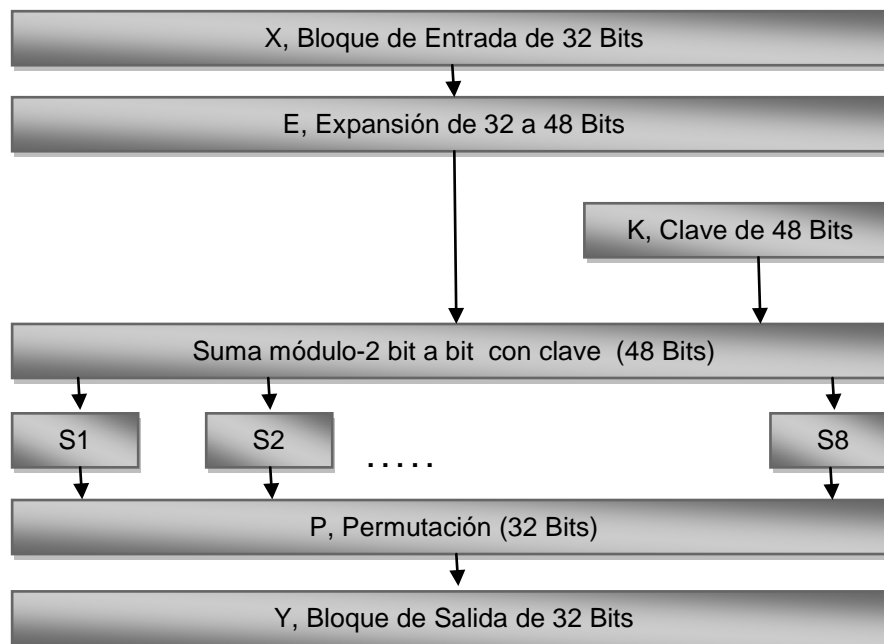 X, Bloque de Entrada de 32 Bits
E, Expansión de 32 a 48 Bits
K, Clave de 48 Bits
Suma módulo-2 bit a bit con clave (48 Bits)
S1 S2 ..... S8
P, Permutación (32 Bits)
Y, Bloque de Salida de 32 Bits